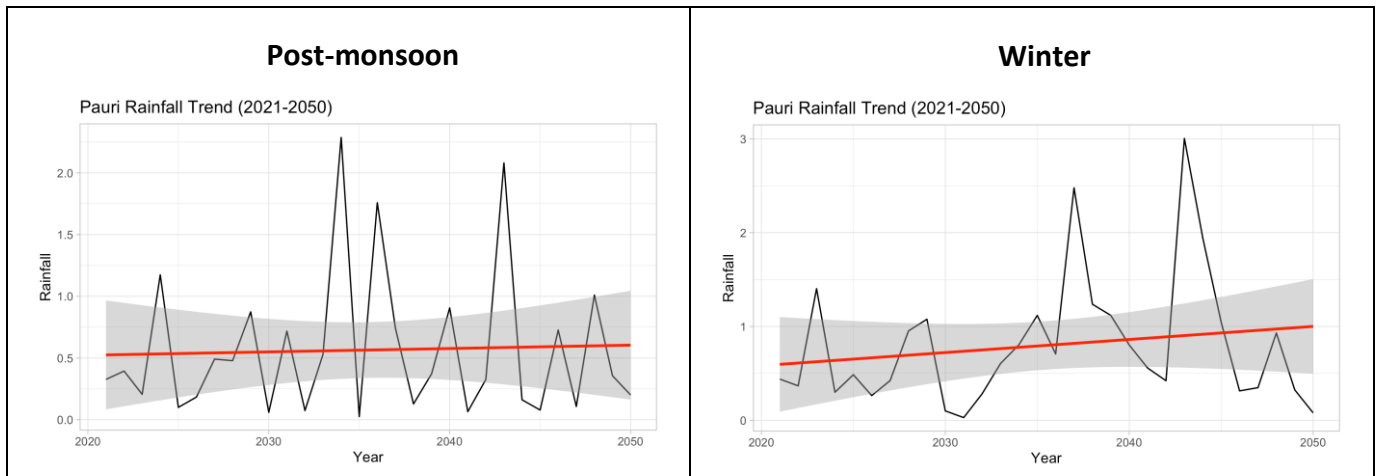 Post-monsoon
Pauri Rainfall Trend (2021-2050)
2.0
1.5
1.0
0.5
0.0
Rainfall
2020
2030
2040
2050
Year
Winter
Pauri Rainfall Trend (2021-2050)
3
2
1
0
Rainfall
2020
2030
2040
2050
Year